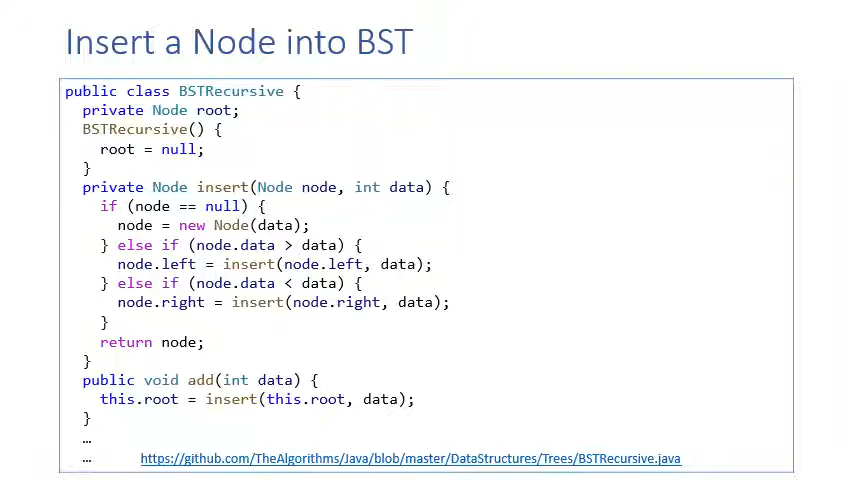 Insert a Node into BST
public class BSTRecursive {
private Node root;
BSTRecursive() {
root = null;
}
private Node insert(Node node, int data) {
if (node == null) {
node = new Node(data);
} else if (node.data > data) {
node.left = insert(node.left, data);
} else if (node.data < data) {
node.right = insert(node.right, data);
}
return node;
}
public void add(int data) {
this.root = insert(this.root, data);
}
…
… https://github.com/TheAlgorithms/Java/blob/master/DataStructures/Trees/BSTRecursive.java